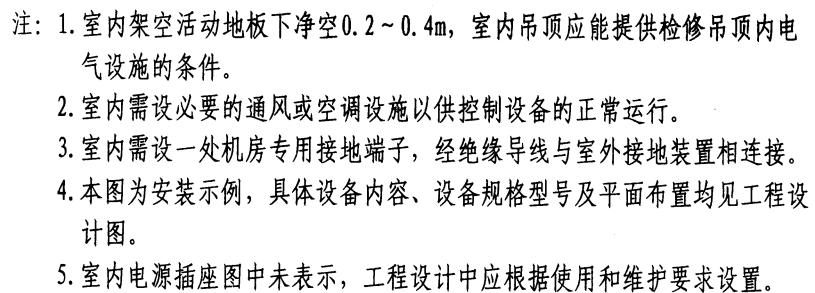 注：1.室内架空活动地板下净空0.2~0.4m，室内吊顶应能提供检修吊顶内电
气设施的条件。
2.室内需设必要的通风或空调设施以供控制设备的正常运行。
3.室内需设一处机房专用接地端子，经绝缘导线与室外接地装置相连接。
4.本图为安装示例，具体设备内容、设备规格型号及平面布置均见工程设
计图。
5.室内电源插座图中未表示，工程设计中应根据使用和维护要求设置。